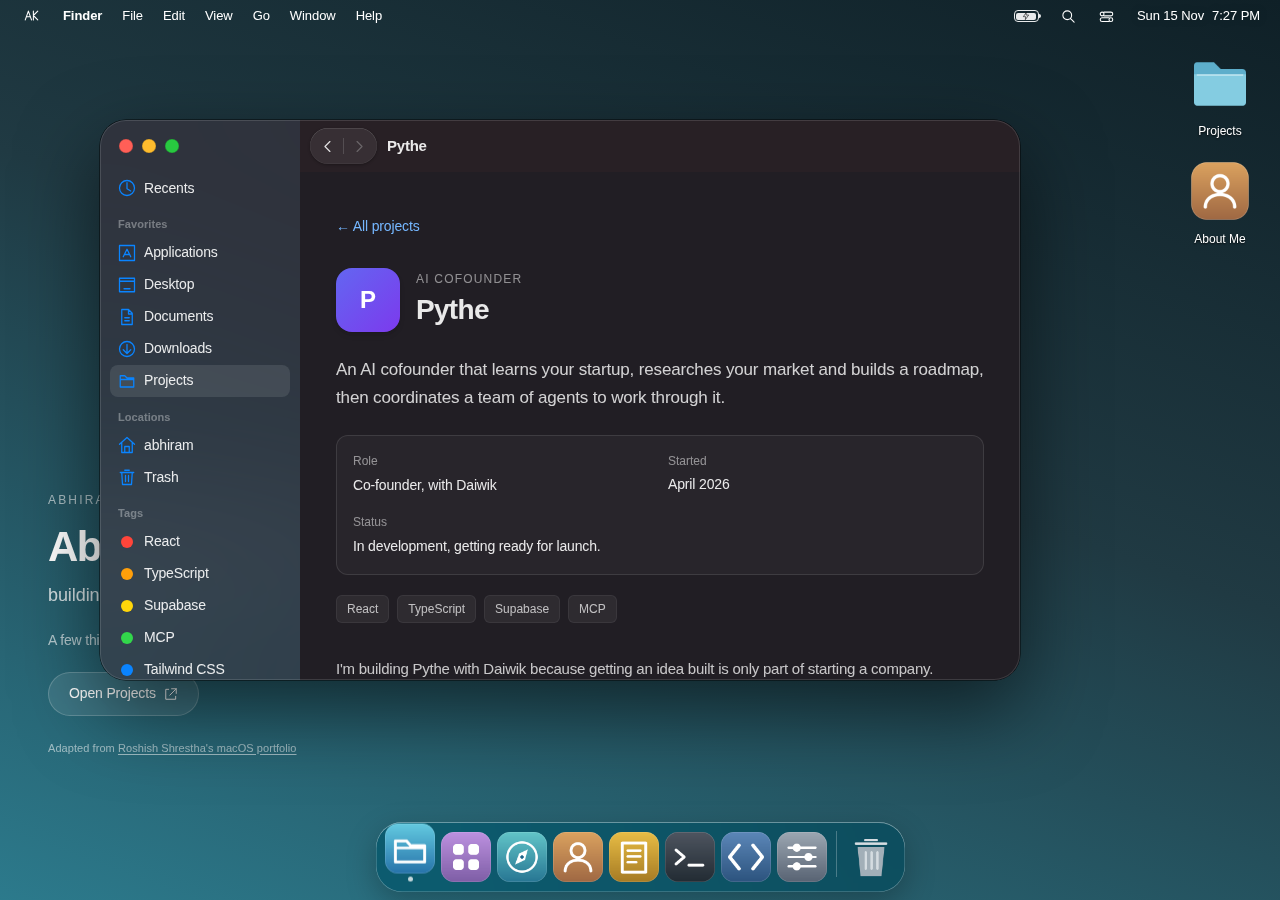 Finder File Edit View Go Window Help
Sun 15 Nov 7:27 PM
Projects
About Me
Pythe
Recents
Favorites
Applications
Desktop
Documents
Downloads
Projects
Locations
abhiram
Trash
Tags
React
TypeScript
Supabase
MCP
Tailwind CSS
← All projects
P
AI COFOUNDER
Pythe
An AI cofounder that learns your startup, researches your market and builds a roadmap,
then coordinates a team of agents to work through it.
Role
Co-founder, with Daiwik
Started
April 2026
Status
In development, getting ready for launch.
React TypeScript Supabase MCP
I'm building Pythe with Daiwik because getting an idea built is only part of starting a company.
ABHIRA
Ab
buildin
A few thi
Open Projects
Adapted from Roshish Shrestha's macOS portfolio